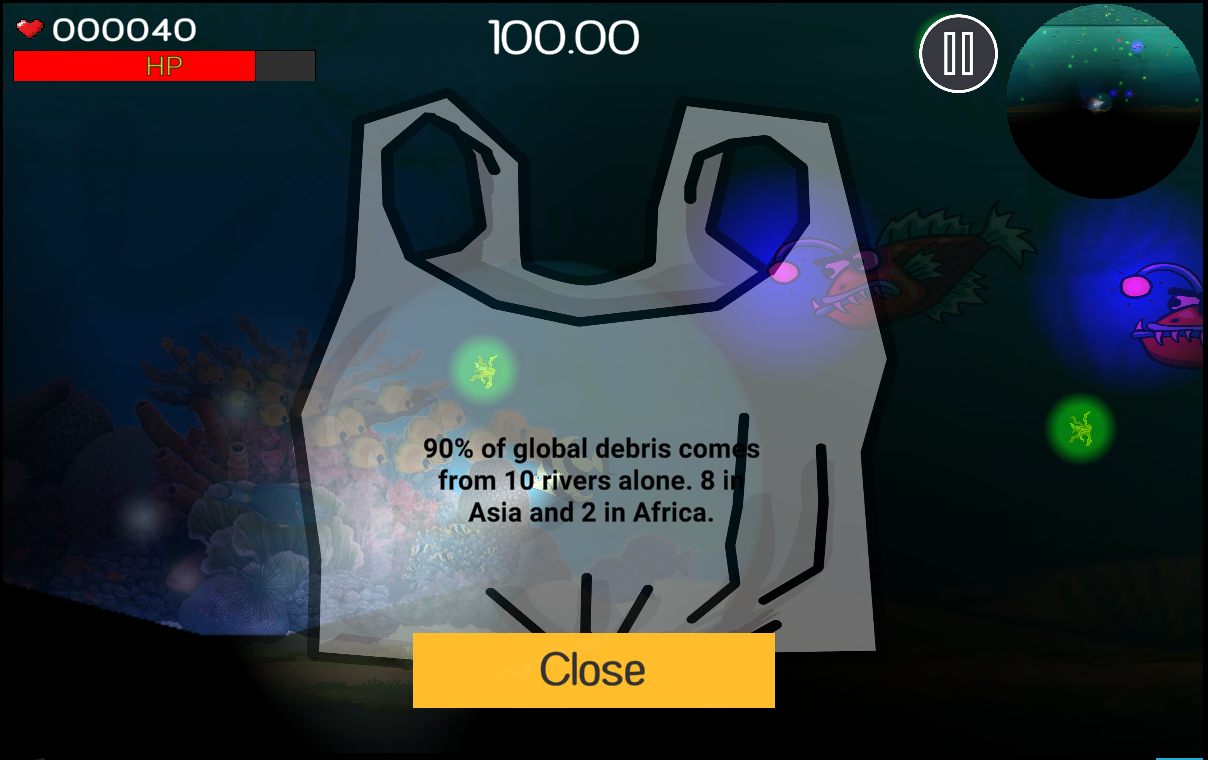 000040
100.00
HP
90% of global debris comes
from 10 rivers alone. 8 in
Asia and 2 in Africa.
Close